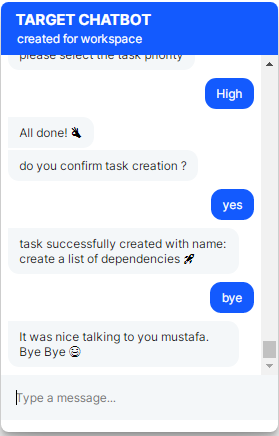 TARGET CHATBOT
created for workspace
please select the task priority
High
All done! 👌
do you confirm task creation ?
yes
task successfully created with name:
create a list of dependencies 🚀
bye
It was nice talking to you mustafa.
Bye Bye 😊
Type a message...